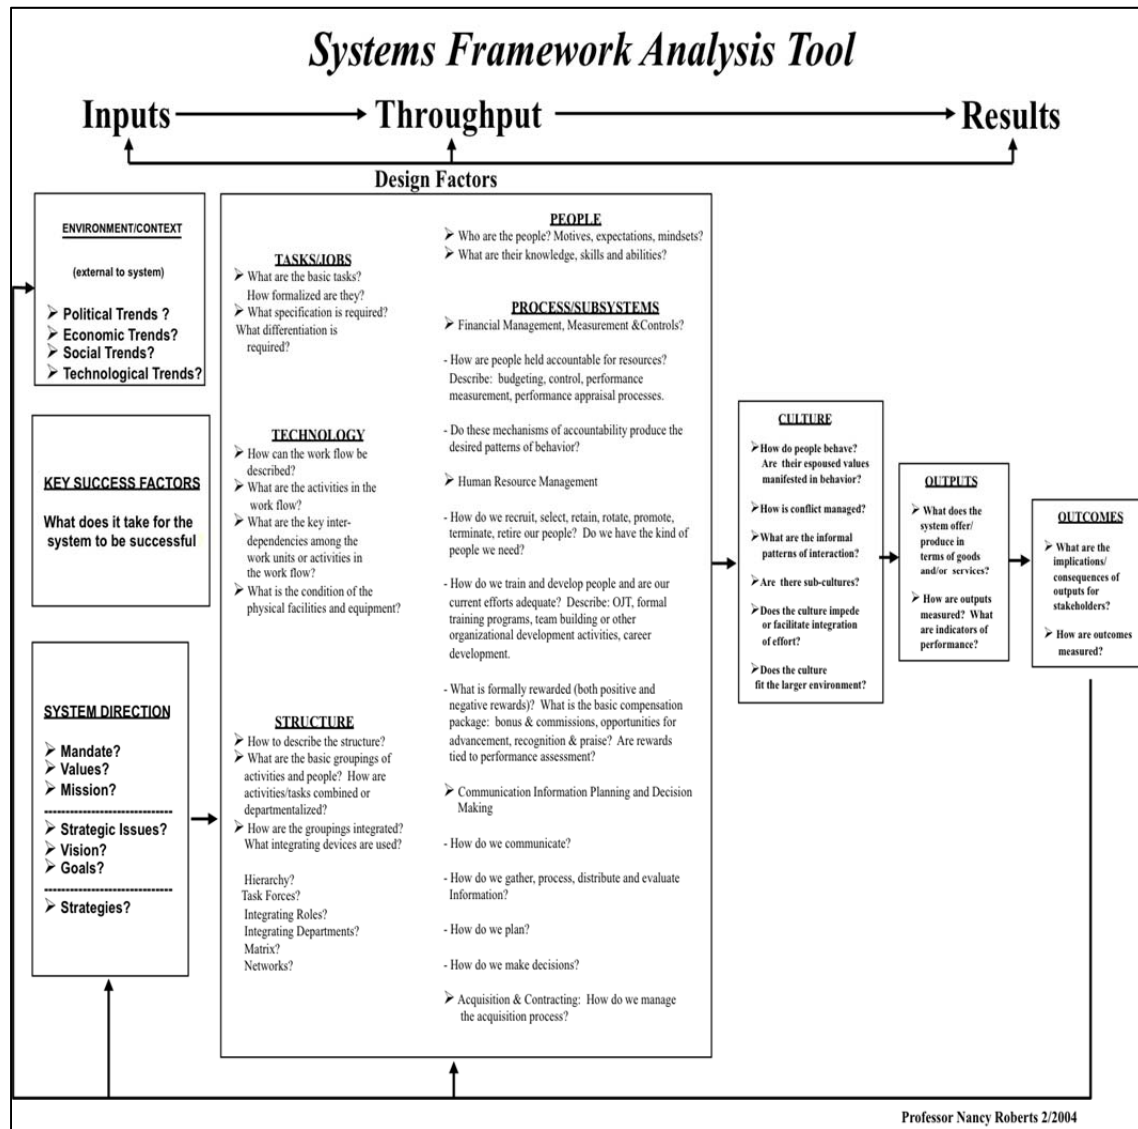 Systems Framework Analysis Tool
Inputs
Throughput
Results
Design Factors
ENVIRONMENT/CONTEXT
(external to system)
➢ Political Trends ?
➢ Economic Trends?
➢ Social Trends?
➢ Technological Trends?
KEY SUCCESS FACTORS
What does it take for the
system to be successful
SYSTEM DIRECTION
➢ Mandate?
➢ Values?
➢ Mission?
------------------------------
➢ Strategic Issues?
➢ Vision?
➢ Goals?
------------------------------
➢ Strategies?
TASKS/JOBS
➢ What are the basic tasks?
How formalized are they?
➢ What specification is required?
What differentiation is
required?
TECHNOLOGY
➢ How can the work flow be
described?
➢ What are the activities in the
work flow?
➢ What are the key inter-
dependencies among the
work units or activities in
the work flow?
➢ What is the condition of the
physical facilities and equipment?
STRUCTURE
➢ How to describe the structure?
➢ What are the basic groupings of
activities and people? How are
activities/tasks combined or
departmentalized?
➢ How are the groupings integrated?
What integrating devices are used?
Hierarchy?
Task Forces?
Integrating Roles?
Integrating Departments?
Matrix?
Networks?
PEOPLE
➢ Who are the people? Motives, expectations, mindsets?
➢ What are their knowledge, skills and abilities?
PROCESS/SUBSYSTEMS
➢ Financial Management, Measurement &Controls?
- How are people held accountable for resources?
Describe: budgeting, control, performance
measurement, performance appraisal processes.
- Do these mechanisms of accountability produce the
desired patterns of behavior?
➢ Human Resource Management
- How do we recruit, select, retain, rotate, promote,
terminate, retire our people? Do we have the kind of
people we need?
- How do we train and develop people and are our
current efforts adequate? Describe: OJT, formal
training programs, team building or other
organizational development activities, career
development.
- What is formally rewarded (both positive and
negative rewards)? What is the basic compensation
package: bonus & commissions, opportunities for
advancement, recognition & praise? Are rewards
tied to performance assessment?
➢ Communication Information Planning and Decision
Making
- How do we communicate?
- How do we gather, process, distribute and evaluate
Information?
- How do we plan?
- How do we make decisions?
➢ Acquisition & Contracting: How do we manage
the acquisition process?
CULTURE
➢How do people behave?
Are their espoused values
manifested in behavior?
➢How is conflict managed?
➢What are the informal
patterns of interaction?
➢Are there sub-cultures?
➢Does the culture impede
or facilitate integration
of effort?
➢Does the culture
fit the larger environment?
OUTPUTS
➢ What does the
system offer/
produce in
terms of goods
and/or services?
➢ How are outputs
measured? What
are indicators of
performance?
OUTCOMES
➢ What are the
implications/
consequences of
outputs for
stakeholders?
➢ How are outcomes
measured?
Professor Nancy Roberts 2/2004